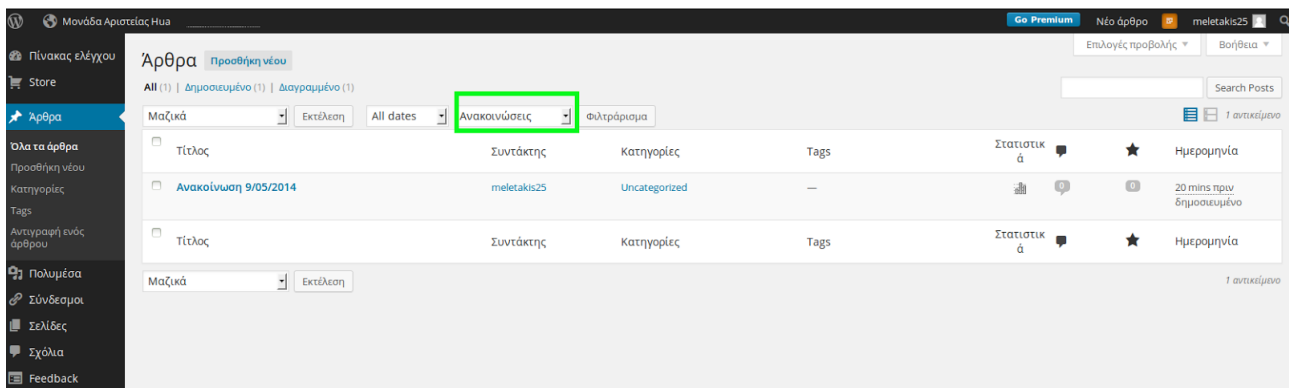 Μονάδα Αριστείας Hua
Go Premium
Νέο άρθρο
meletakis25
Πίνακας ελέγχου
Store
Άρθρα
Όλα τα άρθρα
Προσθήκη νέου
Κατηγορίες
Tags
Αντιγραφή ενός
άρθρου
Πολυμέσα
Σύνδεσμοι
Σελίδες
Σχόλια
Feedback
Επιλογές προβολής
Βοήθεια
Άρθρα Προσθήκη νέου
All (1) | Δημοσιευμένο (1) | Διαγραμμένο (1)
Search Posts
Μαζικά Εκτέλεση All dates Ανακοινώσεις Φιλτράρισμα
1 αντικείμενο
Τίτλος Συντάκτης Κατηγορίες Tags Στατιστικ
ά
Ημερομηνία
Ανακοίνωση 9/05/2014 meletakis25 Uncategorized — 0 0 20 mins πριν
δημοσιευμένο
Τίτλος Συντάκτης Κατηγορίες Tags Στατιστικ
ά
Ημερομηνία
Μαζικά Εκτέλεση
1 αντικείμενο